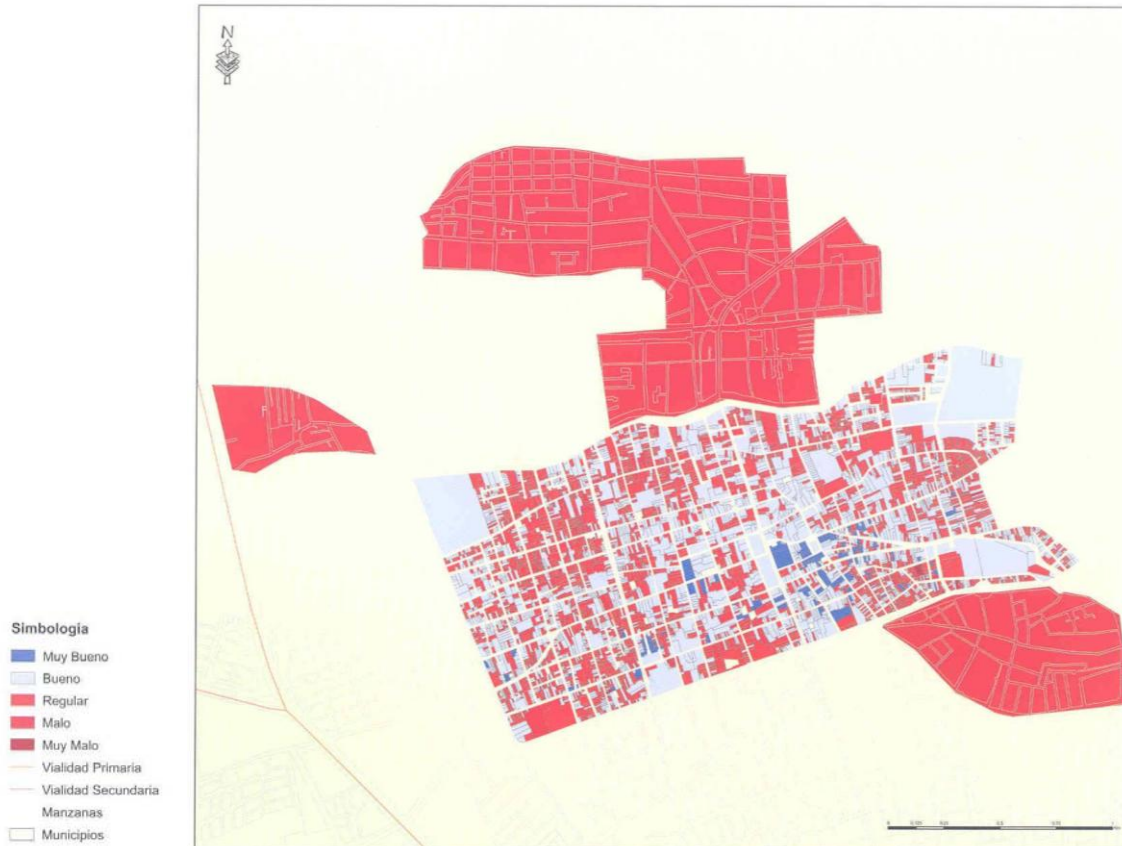 N
Simbología
Muy Bueno
Bueno
Regular
Malo
Muy Malo
Vialidad Primaria
Vialidad Secundaria
Manzanas
Municipios